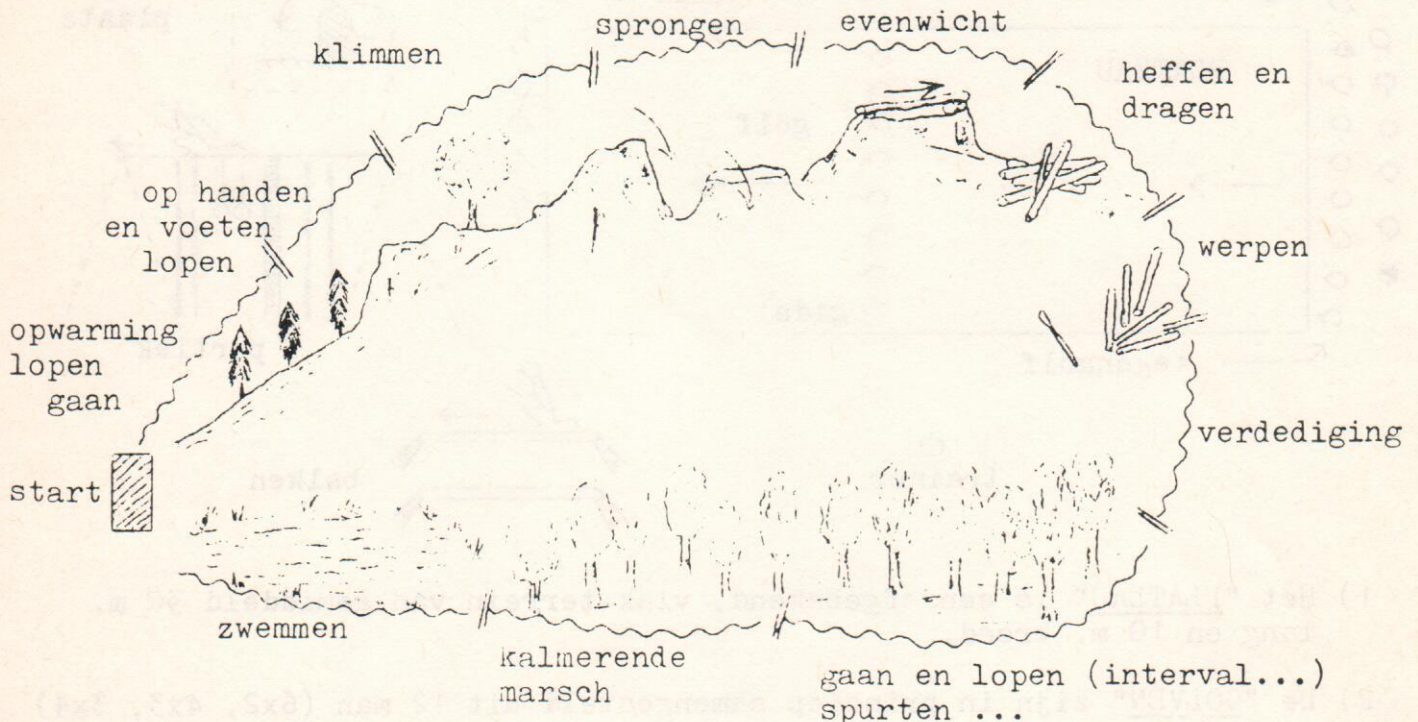 start
opwarming
lopen
gaan
op handen
en voeten
lopen
klimmen
sprongen
evenwicht
heffen en
dragen
werpen
verdediging
gaan en lopen (interval...)
spurten ...
kalmerende
marsch
zwemmen